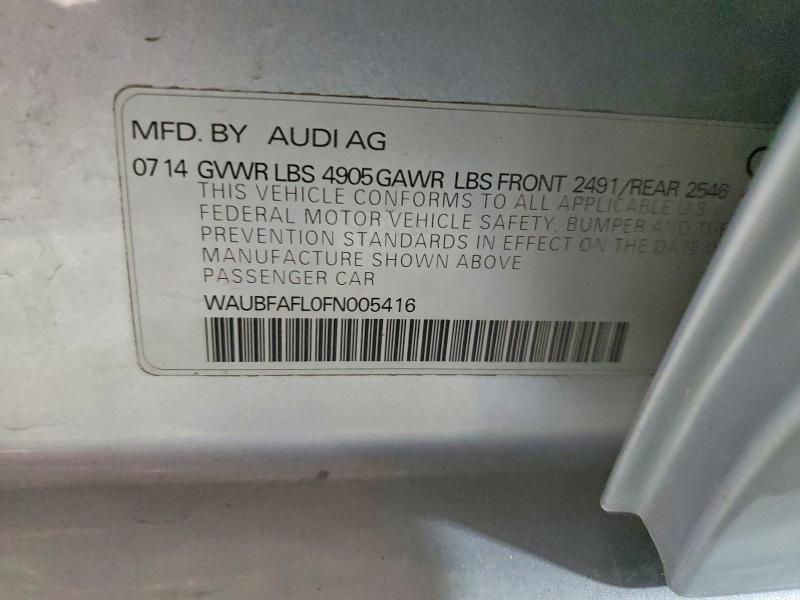 MFD. BY AUDI AG
07 14 GVWR LBS 4905 GAWR LBS FRONT 2491/REAR 2546
THIS VEHICLE CONFORMS TO ALL APPLICABLE U.S
FEDERAL MOTOR VEHICLE SAFETY, BUMPER AND THE
PREVENTION STANDARDS IN EFFECT ON THE DATE O
MANUFACTURE SHOWN ABOVE
PASSENGER CAR
WAUBFAFL0FN005416